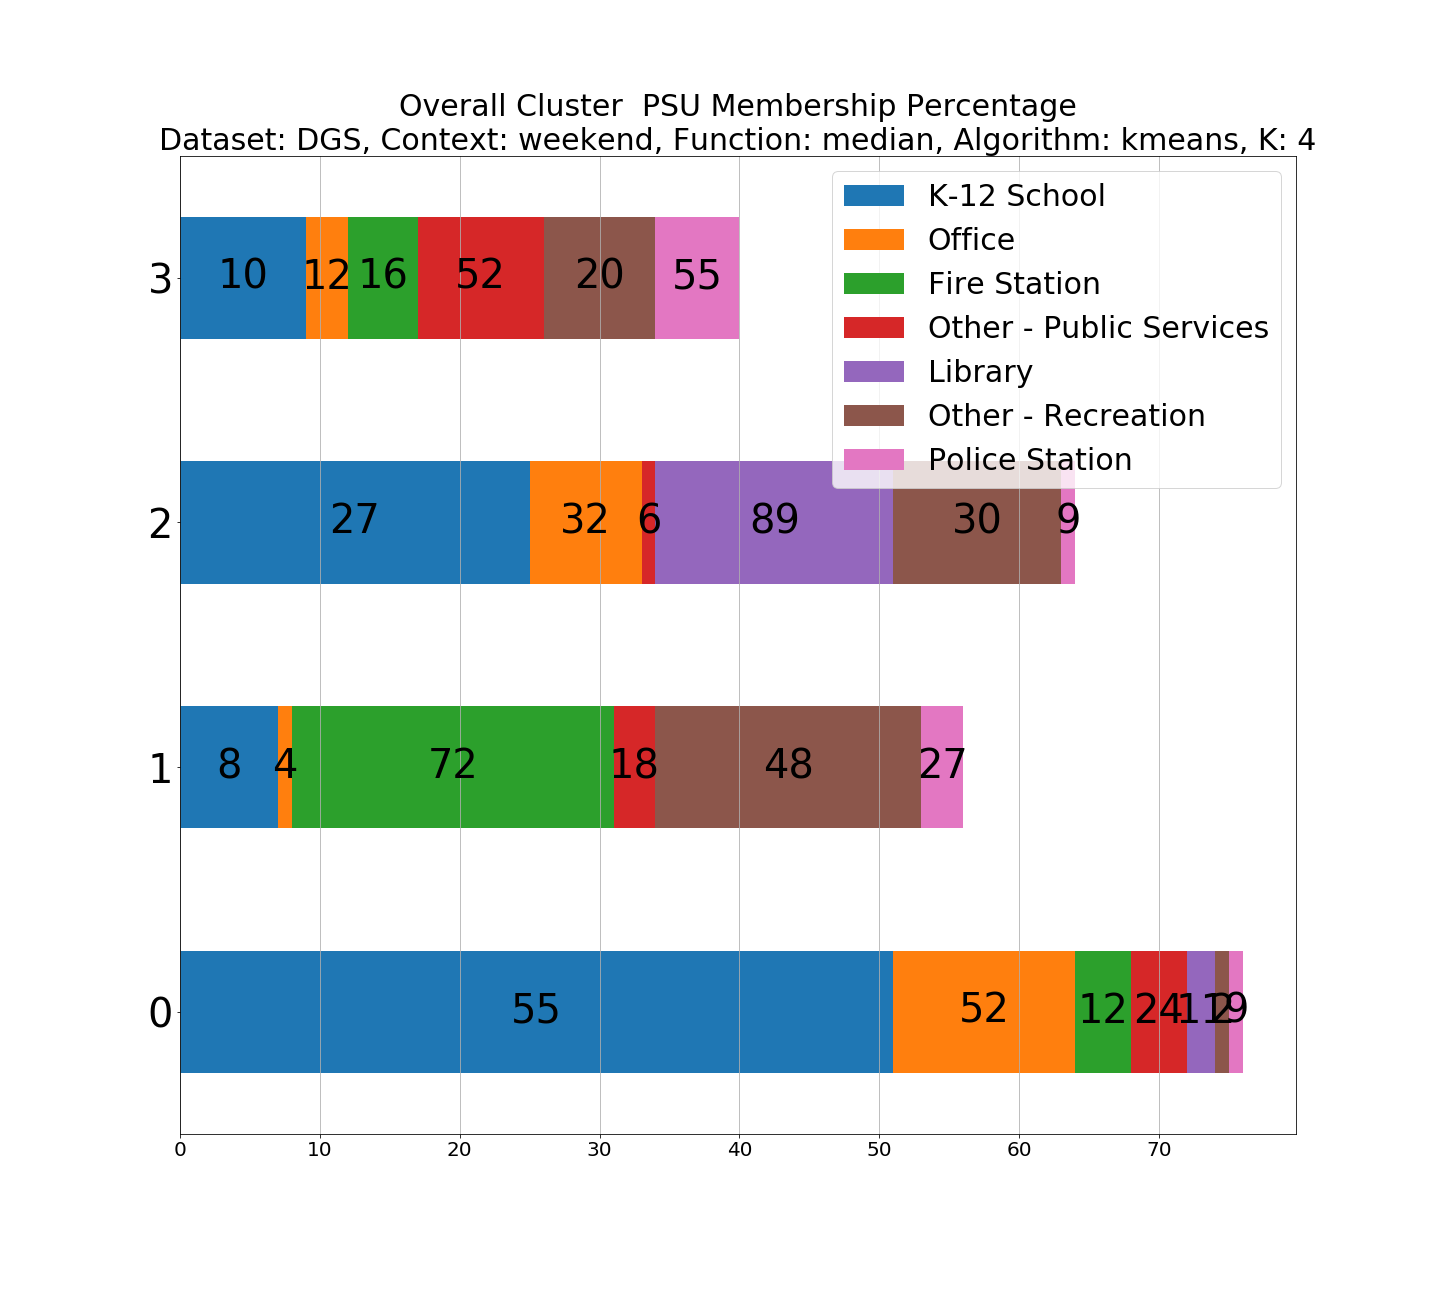 Overall Cluster  PSU Membership Percentage
Dataset: DGS, Context: weekend, Function: median, Algorithm: kmeans, K: 4
K-12 School
Office
Fire Station
Other - Public Services
Library
Other - Recreation
Police Station
3
10 12 16 52 20 55
2
27 32 6 89 30 9
1
8 4 72 18 48 27
0
55 52 12 24 11 2 9
0 10 20 30 40 50 60 70